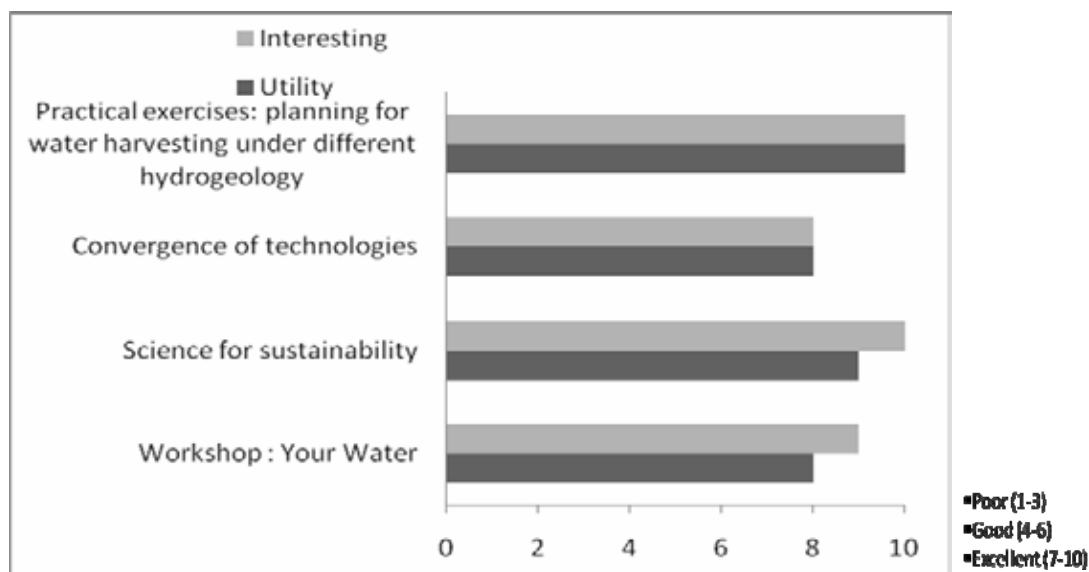 Interesting
Utility
Practical exercises: planning for
water harvesting under different
hydrogeology
Convergence of technologies
Science for sustainability
Workshop : Your Water
0 2 4 6 8 10
▪Poor (1-3)
▪Good (4-6)
▪Excellent (7-10)